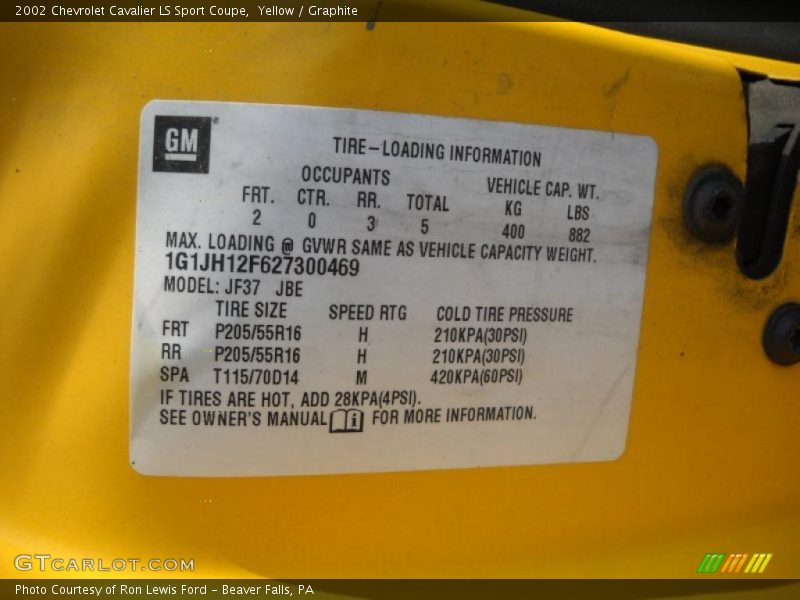 2002 Chevrolet Cavalier LS Sport Coupe,  Yellow / Graphite
GM
TIRE-LOADING INFORMATION
OCCUPANTS
VEHICLE CAP. WT.
FRT. CTR. RR. TOTAL KG LBS
2 0 3 5 400 882
MAX. LOADING @ GVWR SAME AS VEHICLE CAPACITY WEIGHT.
1G1JH12F627300469
MODEL: JF37 JBE
TIRE SIZE SPEED RTG COLD TIRE PRESSURE
FRT P205/55R16 H 210KPA(30PSI)
RR P205/55R16 H 210KPA(30PSI)
SPA T115/70D14 M 420KPA(60PSI)
IF TIRES ARE HOT, ADD 28KPA(4PSI).
SEE OWNER'S MANUAL i FOR MORE INFORMATION.
GTCARLOT.COM
Photo Courtesy of Ron Lewis Ford - Beaver Falls, PA